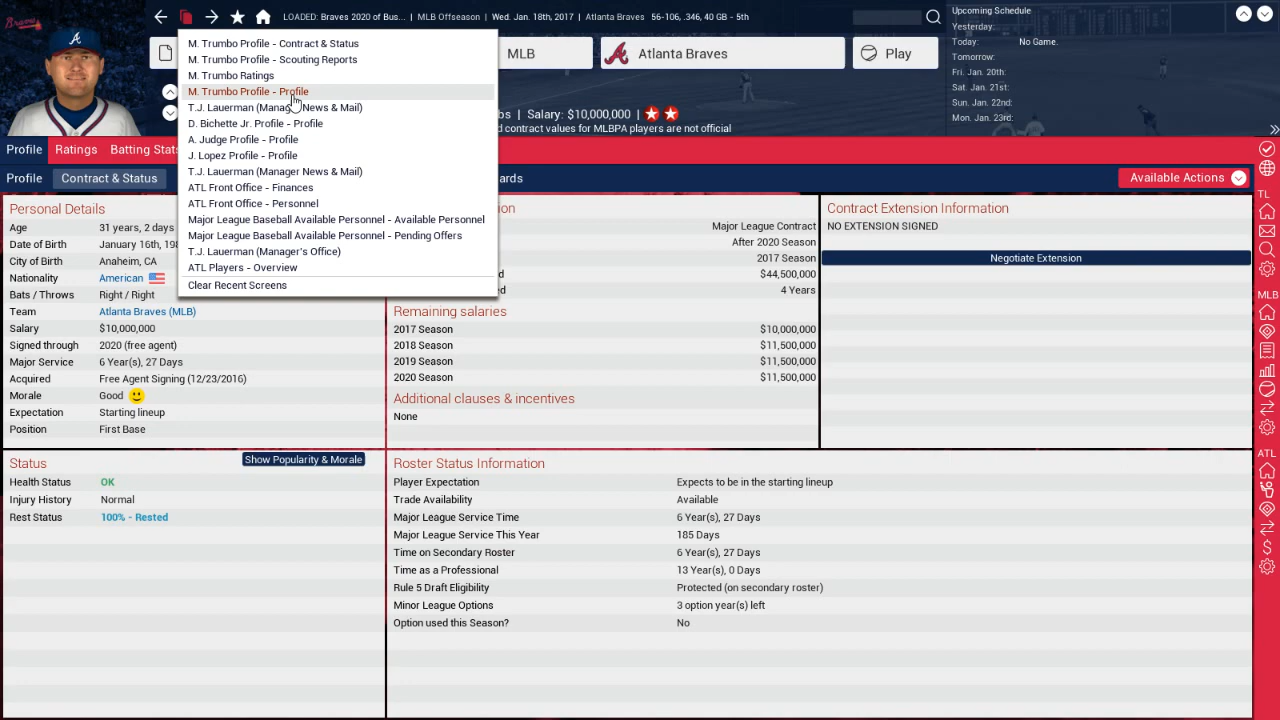 Braves
LOADED: Braves 2020 of Bus... | MLB Offseason | Wed. Jan. 18th, 2017 | Atlanta Braves 56-106, .346, 40 GB - 5th
MLB
Atlanta Braves
Play
Upcoming Schedule
Yesterday:
Today: No Game.
Tomorrow:
Fri. Jan. 20th:
Sat. Jan. 21st:
Sun. Jan. 22nd:
Mon. Jan. 23rd:
M. Trumbo Profile - Contract & Status
M. Trumbo Profile - Scouting Reports
M. Trumbo Ratings
M. Trumbo Profile - Profile
T.J. Lauerman (Manager News & Mail)
D. Bichette Jr. Profile - Profile
A. Judge Profile - Profile
J. Lopez Profile - Profile
T.J. Lauerman (Manager News & Mail)
ATL Front Office - Finances
ATL Front Office - Personnel
Major League Baseball Available Personnel - Available Personnel
Major League Baseball Available Personnel - Pending Offers
T.J. Lauerman (Manager's Office)
ATL Players - Overview
Clear Recent Screens
bs | Salary: $10,000,000 |
d contract values for MLBPA players are not official
Profile Ratings Batting Stats
Profile Contract & Status ards
Available Actions
Personal Details
Age 31 years, 2 days
Date of Birth January 16th, 198
City of Birth Anaheim, CA
Nationality American
Bats / Throws Right / Right
Team Atlanta Braves (MLB)
Salary $10,000,000
Signed through 2020 (free agent)
Major Service 6 Year(s), 27 Days
Acquired Free Agent Signing (12/23/2016)
Morale Good
Expectation Starting lineup
Position First Base
on
Major League Contract
After 2020 Season
2017 Season
d $44,500,000
ed 4 Years
Remaining salaries
2017 Season $10,000,000
2018 Season $11,500,000
2019 Season $11,500,000
2020 Season $11,500,000
Additional clauses & incentives
None
Contract Extension Information
NO EXTENSION SIGNED
Negotiate Extension
Status
Show Popularity & Morale
Health Status OK
Injury History Normal
Rest Status 100% - Rested
Roster Status Information
Player Expectation Expects to be in the starting lineup
Trade Availability Available
Major League Service Time 6 Year(s), 27 Days
Major League Service This Year 185 Days
Time on Secondary Roster 6 Year(s), 27 Days
Time as a Professional 13 Year(s), 0 Days
Rule 5 Draft Eligibility Protected (on secondary roster)
Minor League Options 3 option year(s) left
Option used this Season? No
TL
MLB
ATL